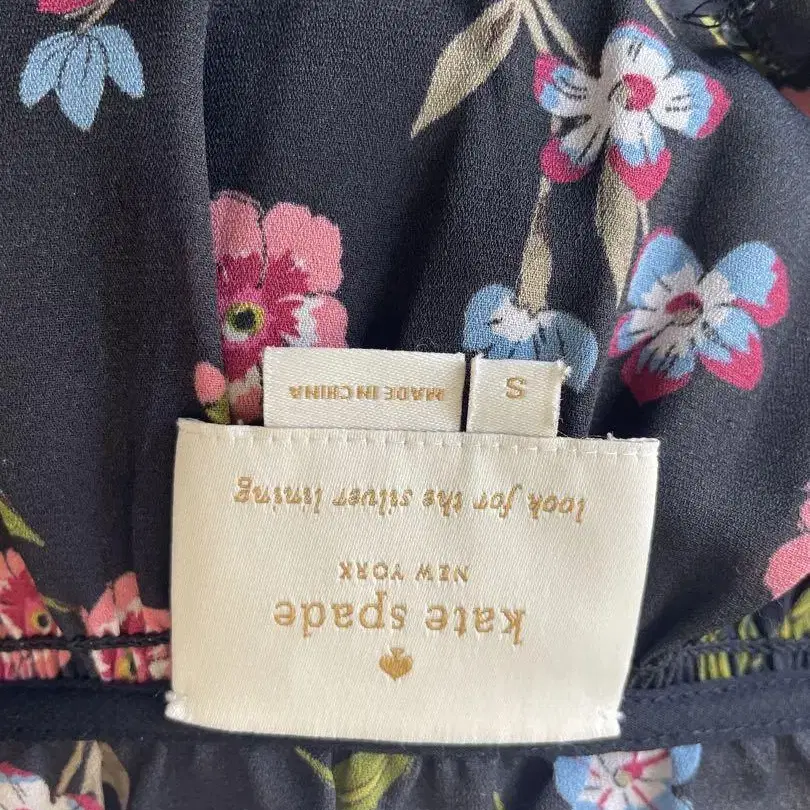 kate spade
NEW YORK
look for the silver lining
MADE IN CHINA
S